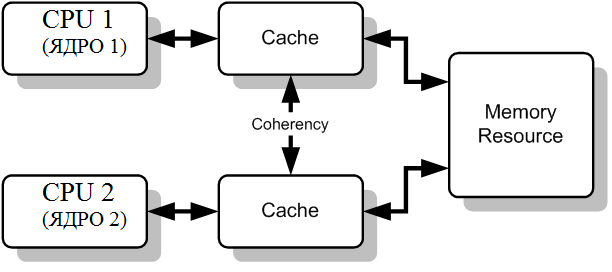 CPU 1
(ЯДРО 1)
Cache
Coherency
Memory
Resource
CPU 2
(ЯДРО 2)
Cache